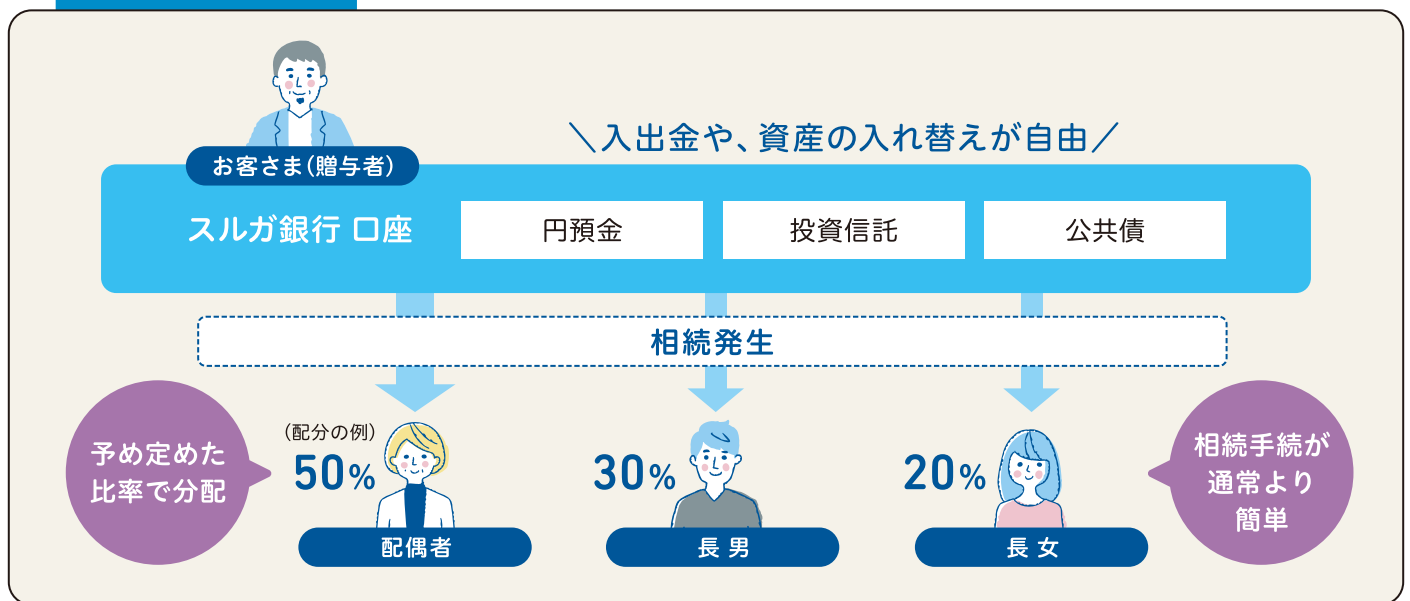 お客さま(贈与者)
＼入出金や、資産の入れ替えが自由／
スルガ銀行 口座
円預金
投資信託
公共債
相続発生
予め定めた
比率で分配
(配分の例)
50%
配偶者
30%
長男
20%
長女
相続手続が
通常より
簡単